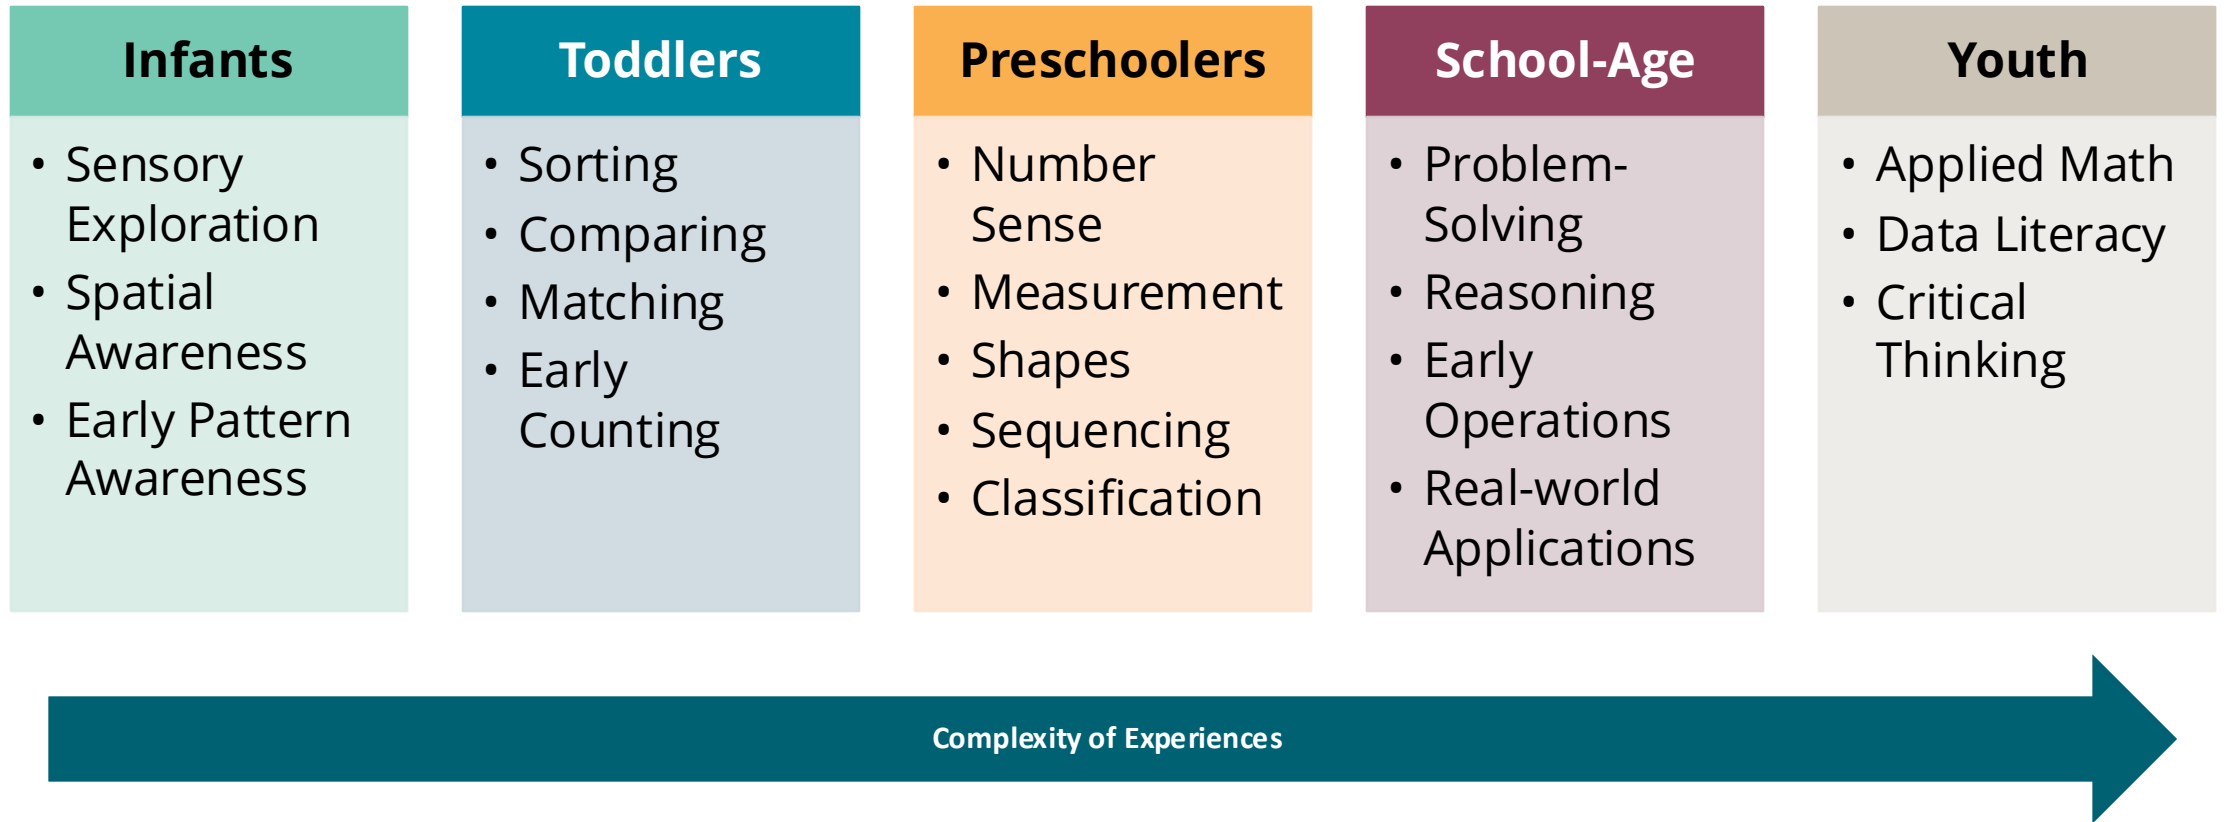 Infants
• Sensory
Exploration
• Spatial
Awareness
• Early Pattern
Awareness
Toddlers
• Sorting
• Comparing
• Matching
• Early
Counting
Preschoolers
• Number
Sense
• Measurement
• Shapes
• Sequencing
• Classification
School-Age
• Problem-
Solving
• Reasoning
• Early
Operations
• Real-world
Applications
Youth
• Applied Math
• Data Literacy
• Critical
Thinking
Complexity of Experiences